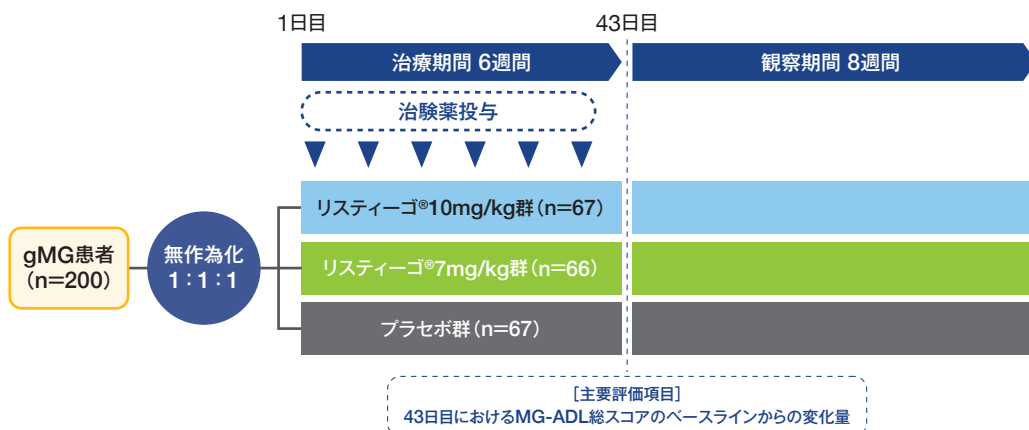 1日目
43日目
治療期間 6週間
観察期間 8週間
治験薬投与
リスティーゴ®10mg/kg群(n=67)
gMG患者
(n=200)
無作為化
1:1:1
リスティーゴ®7mg/kg群(n=66)
プラセボ群(n=67)
[主要評価項目]
43日目におけるMG-ADL総スコアのベースラインからの変化量